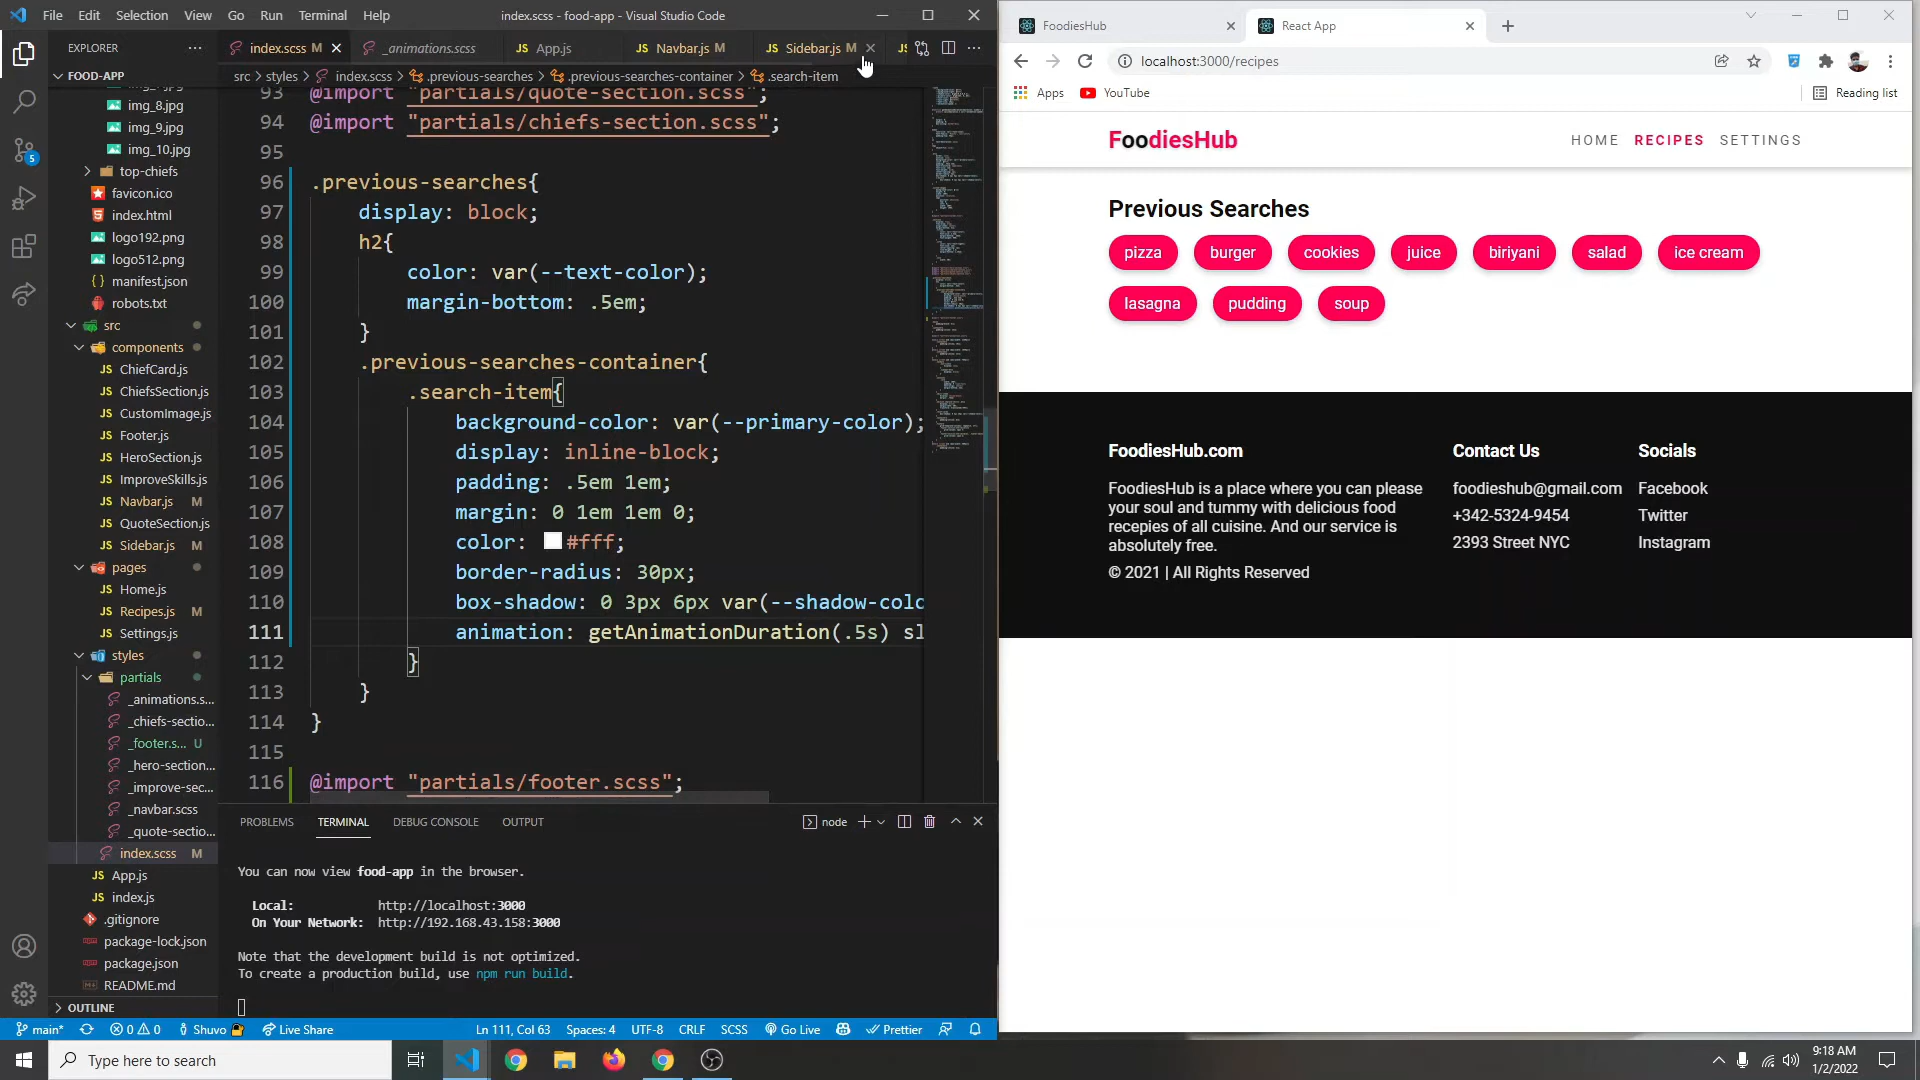 File Edit Selection View Go Run Terminal Help
index.scss - food-app - Visual Studio Code
EXPLORER
index.scss M
_animations.scss
App.js
Navbar.js M
Sidebar.js M
FOOD-APP
src > styles > index.scss > .previous-searches > .previous-searches-container > .search-item
img_8.jpg
img_9.jpg
img_10.jpg
top-chiefs
favicon.ico
index.html
logo192.png
logo512.png
manifest.json
robots.txt
src
components
ChiefCard.js
ChiefsSection.js
CustomImage.js
Footer.js
HeroSection.js
ImproveSkills.js
Navbar.js M
QuoteSection.js
Sidebar.js M
pages
Home.js
Recipes.js M
Settings.js
styles
partials
_animations.s...
_chiefs-sectio...
_footer.s... U
_hero-section...
_improve-sec...
_navbar.scss
_quote-sectio...
index.scss M
App.js
index.js
.gitignore
package-lock.json
package.json
README.md
OUTLINE
93 @import "partials/quote-section.scss";
94 @import "partials/chiefs-section.scss";
95
96 .previous-searches{
97 display: block;
98 h2{
99 color: var(--text-color);
100 margin-bottom: .5em;
101 }
102 .previous-searches-container{
103 .search-item{
104 background-color: var(--primary-color);
105 display: inline-block;
106 padding: .5em 1em;
107 margin: 0 1em 1em 0;
108 color: #fff;
109 border-radius: 30px;
110 box-shadow: 0 3px 6px var(--shadow-colo
111 animation: getAnimationDuration(.5s) sl
112 }
113 }
114 }
115
116 @import "partials/footer.scss";
PROBLEMS TERMINAL DEBUG CONSOLE OUTPUT
node
You can now view food-app in the browser.
Local: http://localhost:3000
On Your Network: http://192.168.43.158:3000
Note that the development build is not optimized.
To create a production build, use npm run build.
main* 0 0 Shuvo Live Share
Ln 111, Col 63 Spaces: 4 UTF-8 CRLF SCSS Go Live Prettier
FoodiesHub
React App
localhost:3000/recipes
Apps YouTube
Reading list
FoodiesHub
HOME RECIPES SETTINGS
Previous Searches
pizza burger cookies juice biriyani salad ice cream
lasagna pudding soup
FoodiesHub.com
FoodiesHub is a place where you can please
your soul and tummy with delicious food
recepies of all cuisine. And our service is
absolutely free.
© 2021 | All Rights Reserved
Contact Us
foodieshub@gmail.com
+342-5324-9454
2393 Street NYC
Socials
Facebook
Twitter
Instagram
Type here to search
9:18 AM
1/2/2022